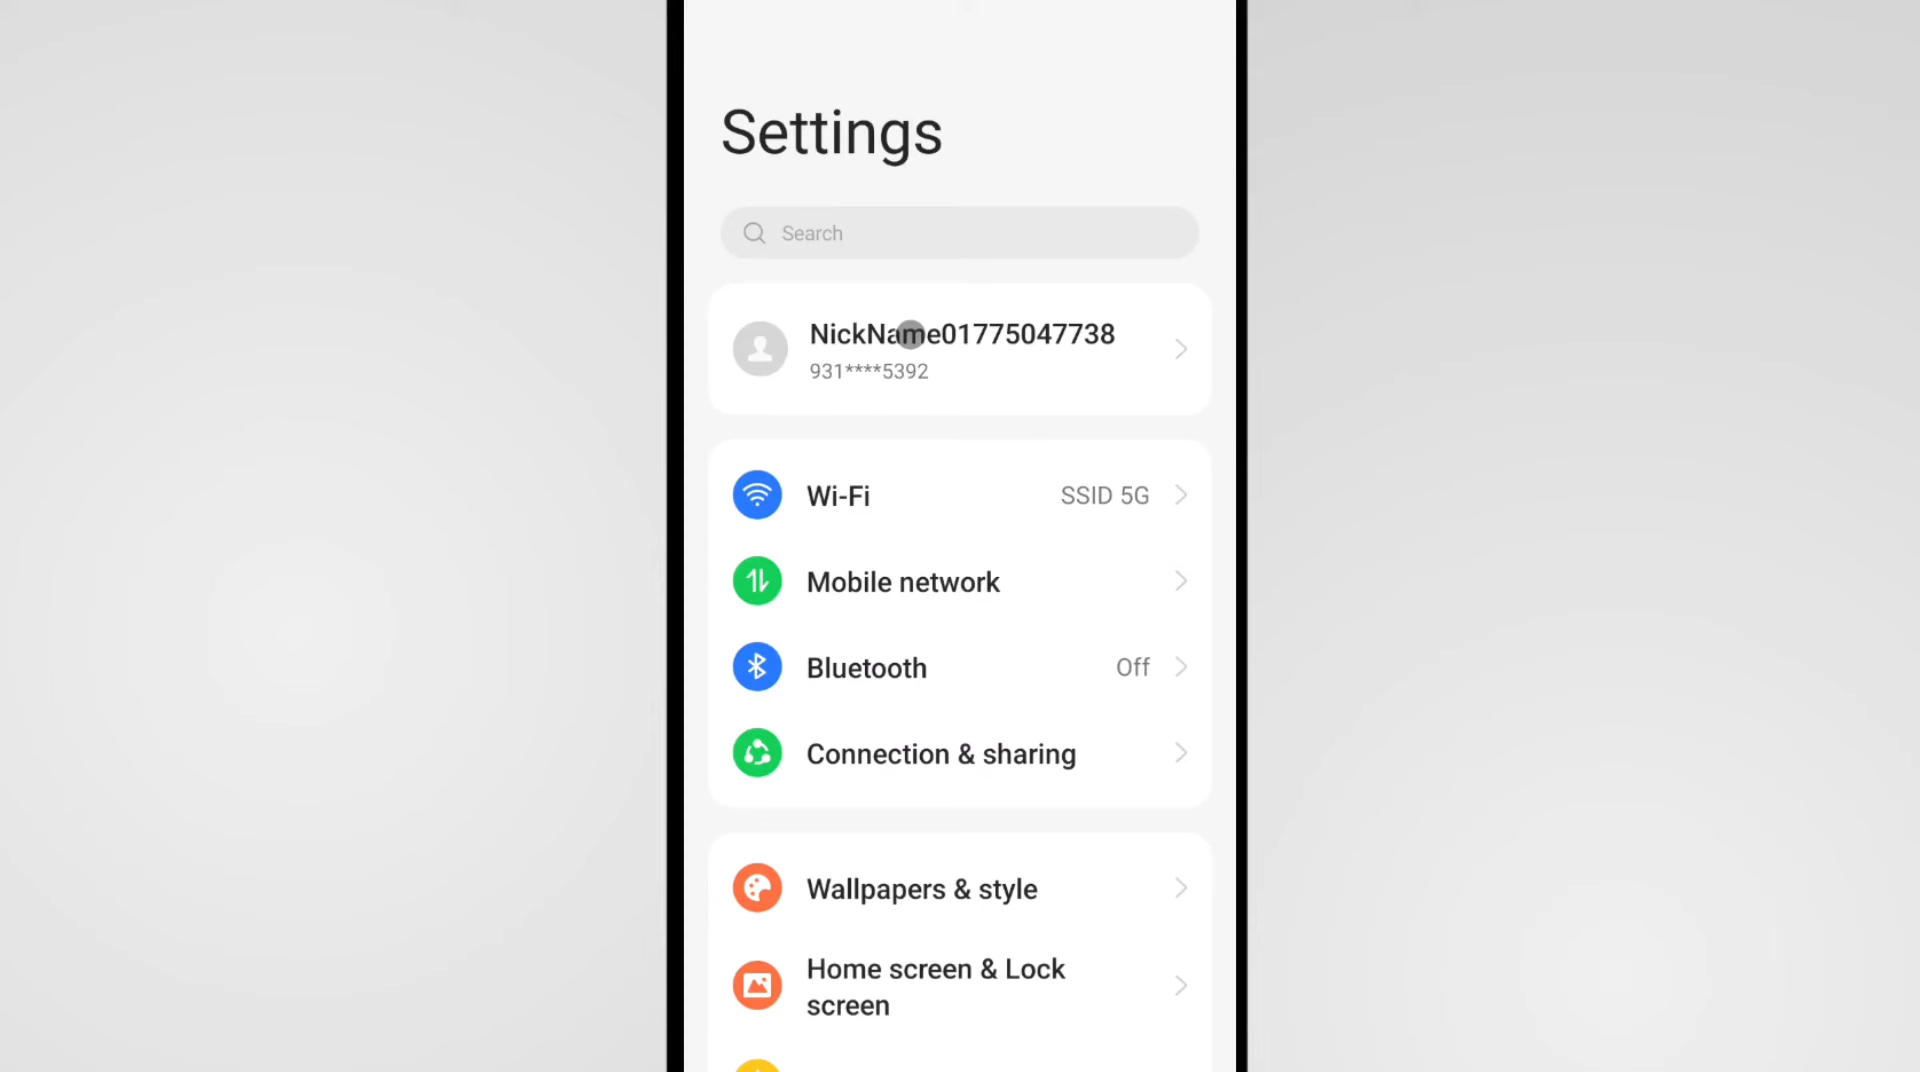 Settings
Search
NickName01775047738
931****5392
Wi-Fi
SSID 5G
Mobile network
Bluetooth
Off
Connection & sharing
Wallpapers & style
Home screen & Lock
screen